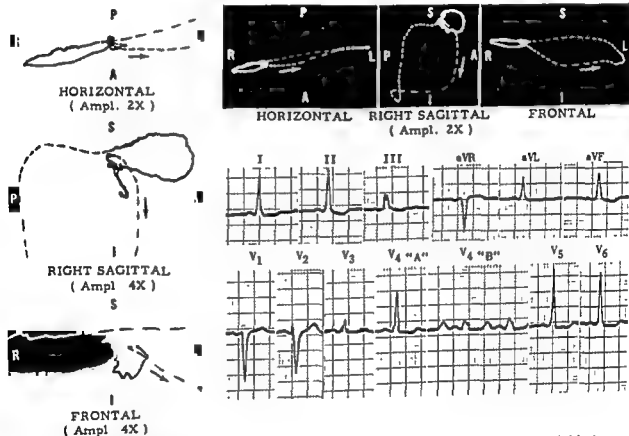 P
R
A
HORIZONTAL
( Ampl. 2X )
S
P
I
RIGHT SAGITTAL
( Ampl 4X )
S
R
I
FRONTAL
( Ampl 4X )
P S S
R L P A R L
A I I
HORIZONTAL RIGHT SAGITTAL FRONTAL
( Ampl. 2X )
I II III aVR aVL aVF
V1 V2 V3 V4 "A" V4 "B" V5 V6